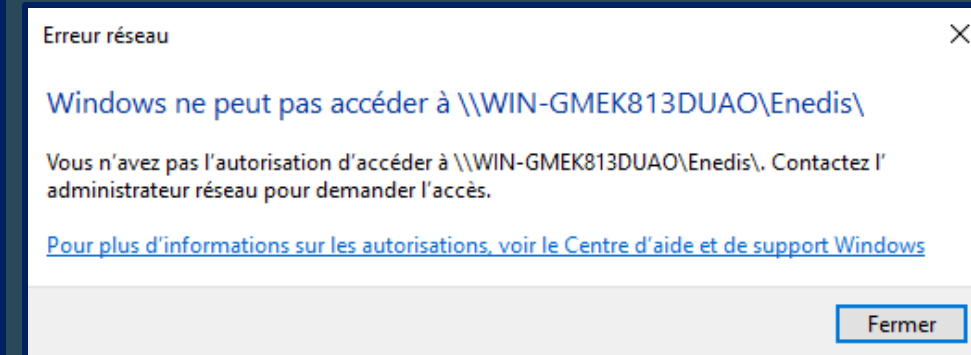 Erreur réseau
Windows ne peut pas accéder à \\WIN-GMEK813DUAO\Enedis\
Vous n’avez pas l’autorisation d’accéder à \\WIN-GMEK813DUAO\Enedis\. Contactez l’
administrateur réseau pour demander l’accès.
Pour plus d’informations sur les autorisations, voir le Centre d’aide et de support Windows
Fermer